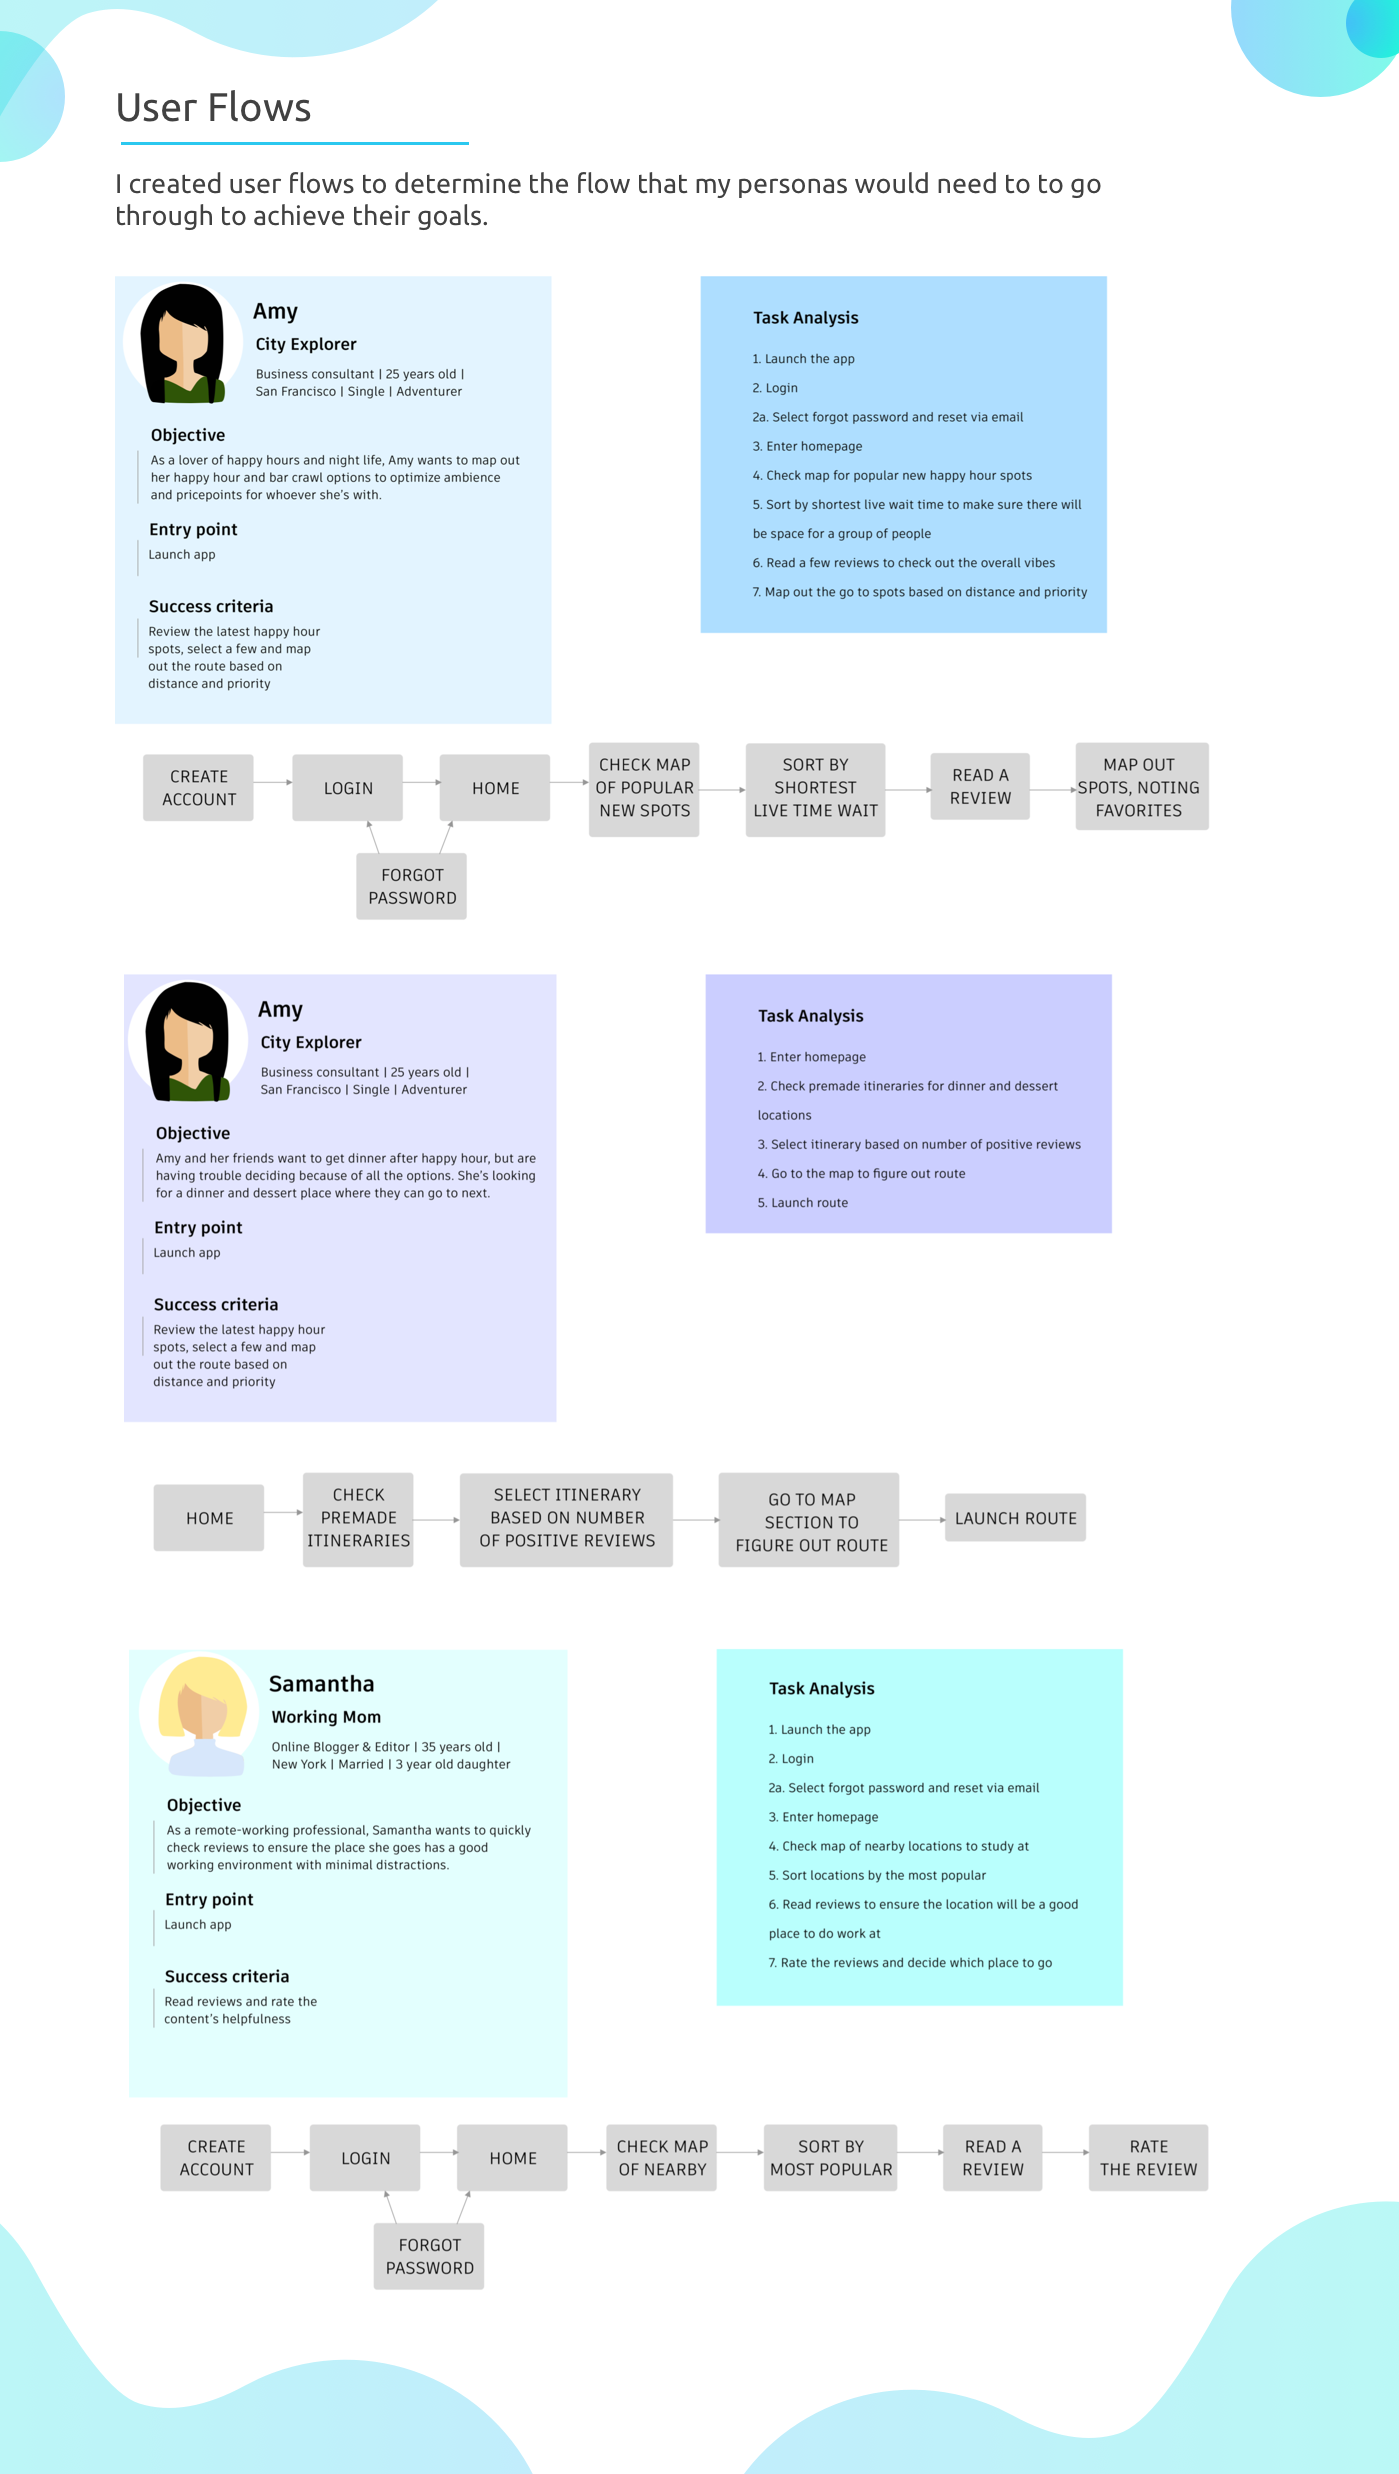 User Flows
I created user flows to determine the flow that my personas would need to to go
through to achieve their goals.
Amy
City Explorer
Business consultant | 25 years old |
San Francisco | Single | Adventurer
Objective
As a lover of happy hours and night life, Amy wants to map out
her happy hour and bar crawl options to optimize ambience
and pricepoints for whoever she's with.
Entry point
Launch app
Success criteria
Review the latest happy hour
spots, select a few and map
out the route based on
distance and priority
Task Analysis
1. Launch the app
2. Login
2a. Select forgot password and reset via email
3. Enter homepage
4. Check map for popular new happy hour spots
5. Sort by shortest live wait time to make sure there will
be space for a group of people
6. Read a few reviews to check out the overall vibes
7. Map out the go to spots based on distance and priority
CREATE
ACCOUNT
LOGIN
HOME
CHECK MAP
OF POPULAR
NEW SPOTS
SORT BY
SHORTEST
LIVE TIME WAIT
READ A
REVIEW
MAP OUT
SPOTS, NOTING
FAVORITES
FORGOT
PASSWORD
Amy
City Explorer
Business consultant | 25 years old |
San Francisco | Single | Adventurer
Objective
Amy and her friends want to get dinner after happy hour, but are
having trouble deciding because of all the options. She's looking
for a dinner and dessert place where they can go to next.
Entry point
Launch app
Success criteria
Review the latest happy hour
spots, select a few and map
out the route based on
distance and priority
Task Analysis
1. Enter homepage
2. Check premade itineraries for dinner and dessert
locations
3. Select itinerary based on number of positive reviews
4. Go to the map to figure out route
5. Launch route
HOME
CHECK
PREMADE
ITINERARIES
SELECT ITINERARY
BASED ON NUMBER
OF POSITIVE REVIEWS
GO TO MAP
SECTION TO
FIGURE OUT ROUTE
LAUNCH ROUTE
Samantha
Working Mom
Online Blogger & Editor | 35 years old |
New York | Married | 3 year old daughter
Objective
As a remote-working professional, Samantha wants to quickly
check reviews to ensure the place she goes has a good
working environment with minimal distractions.
Entry point
Launch app
Success criteria
Read reviews and rate the
content's helpfulness
Task Analysis
1. Launch the app
2. Login
2a. Select forgot password and reset via email
3. Enter homepage
4. Check map of nearby locations to study at
5. Sort locations by the most popular
6. Read reviews to ensure the location will be a good
place to do work at
7. Rate the reviews and decide which place to go
CREATE
ACCOUNT
LOGIN
HOME
CHECK MAP
OF NEARBY
SORT BY
MOST POPULAR
READ A
REVIEW
RATE
THE REVIEW
FORGOT
PASSWORD